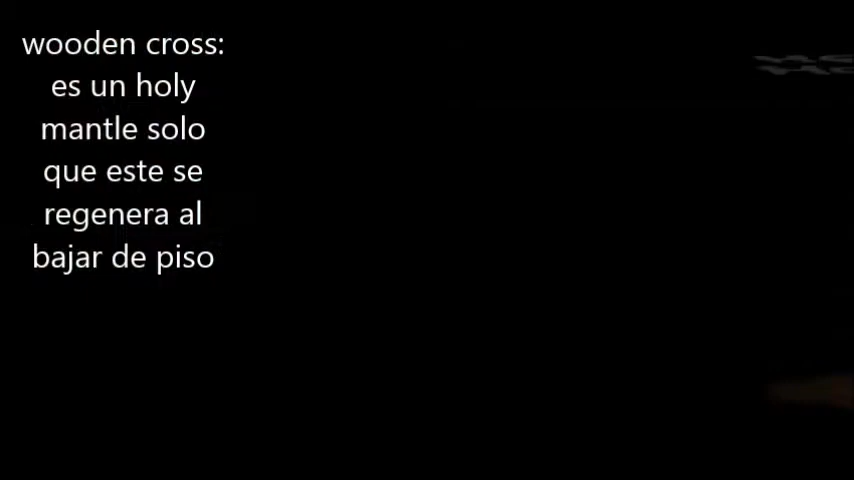 wooden cross:
es un holy
mantle solo
que este se
regenera al
bajar de piso